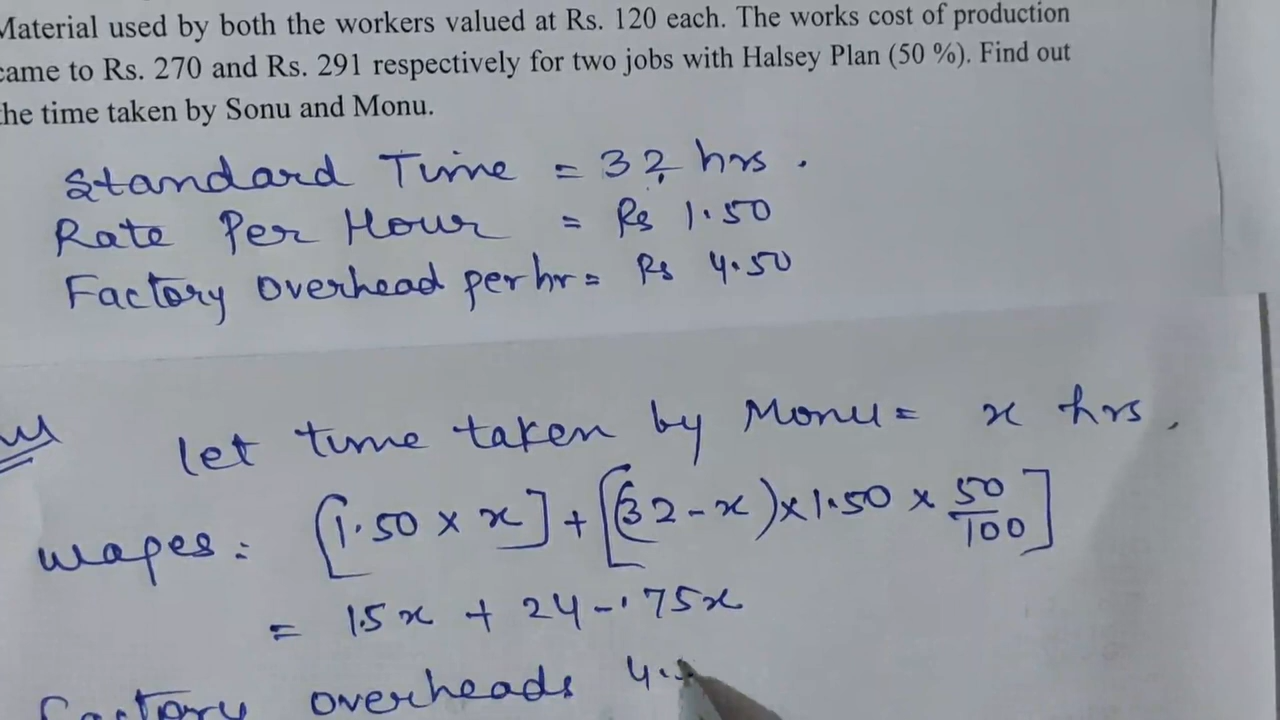 Material used by both the workers valued at Rs. 120 each. The works cost of production
came to Rs. 270 and Rs. 291 respectively for two jobs with Halsey Plan (50 %). Find out
the time taken by Sonu and Monu.
Standard Time = 32 hrs.
Rate Per Hour = Rs 1.50
Factory overhead per hr = Rs 4.50
let time taken by Monu = x hrs.
Wages = [1.50 × x] + [(32 - x) × 1.50 × 50/100]
= 1.5x + 24 - .75x
Factory overheads 4.5